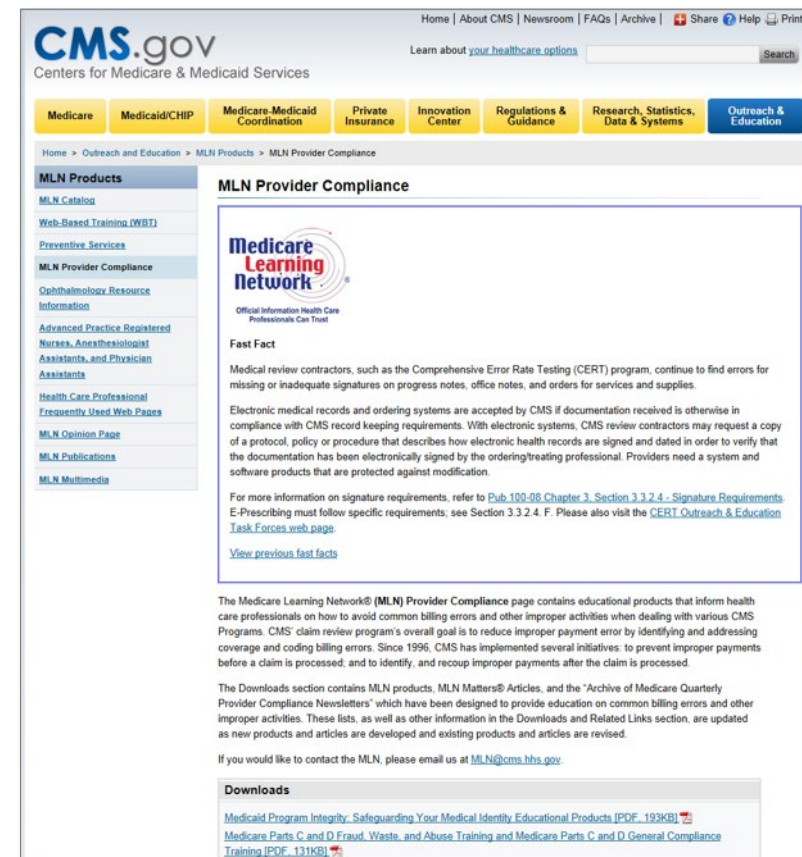 Home | About CMS | Newsroom | FAQs | Archive | Share Help Print
CMS.gov
Centers for Medicare & Medicaid Services
Learn about your healthcare options
Search
Medicare
Medicaid/CHIP
Medicare-Medicaid
Coordination
Private
Insurance
Innovation
Center
Regulations &
Guidance
Research, Statistics,
Data & Systems
Outreach &
Education
Home > Outreach and Education > MLN Products > MLN Provider Compliance
MLN Products
MLN Catalog
Web-Based Training (WBT)
Preventive Services
MLN Provider Compliance
Ophthalmology Resource
Information
Advanced Practice Registered
Nurses, Anesthesiologist
Assistants, and Physician
Assistants
Health Care Professional
Frequently Used Web Pages
MLN Opinion Page
MLN Publications
MLN Multimedia
MLN Provider Compliance
Medicare
Learning
Network®
Official Information Health Care
Professionals Can Trust
Fast Fact
Medical review contractors, such as the Comprehensive Error Rate Testing (CERT) program, continue to find errors for
missing or inadequate signatures on progress notes, office notes, and orders for services and supplies.
Electronic medical records and ordering systems are accepted by CMS if documentation received is otherwise in
compliance with CMS record keeping requirements. With electronic systems, CMS review contractors may request a copy
of a protocol, policy or procedure that describes how electronic health records are signed and dated in order to verify that
the documentation has been electronically signed by the ordering/treating professional. Providers need a system and
software products that are protected against modification.
For more information on signature requirements, refer to Pub 100-08 Chapter 3, Section 3.3.2.4 - Signature Requirements.
E-Prescribing must follow specific requirements; see Section 3.3.2.4. F. Please also visit the CERT Outreach & Education
Task Forces web page.
View previous fast facts
The Medicare Learning Network® (MLN) Provider Compliance page contains educational products that inform health
care professionals on how to avoid common billing errors and other improper activities when dealing with various CMS
Programs. CMS' claim review program's overall goal is to reduce improper payment error by identifying and addressing
coverage and coding billing errors. Since 1996, CMS has implemented several initiatives: to prevent improper payments
before a claim is processed; and to identify, and recoup improper payments after the claim is processed.
The Downloads section contains MLN products, MLN Matters® Articles, and the "Archive of Medicare Quarterly
Provider Compliance Newsletters" which have been designed to provide education on common billing errors and other
improper activities. These lists, as well as other information in the Downloads and Related Links section, are updated
as new products and articles are developed and existing products and articles are revised.
If you would like to contact the MLN, please email us at MLN@cms.hhs.gov.
Downloads
Medicaid Program Integrity: Safeguarding Your Medical Identity Educational Products [PDF, 193KB]
Medicare Parts C and D Fraud, Waste, and Abuse Training and Medicare Parts C and D General Compliance
Training [PDF, 131KB]